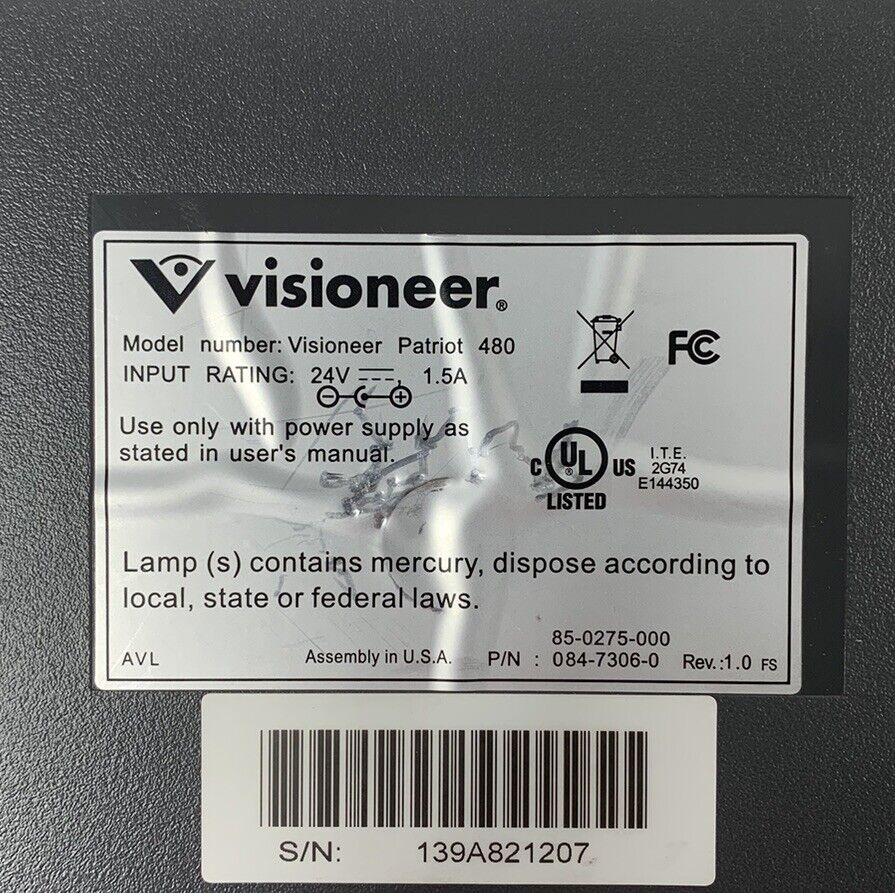 visioneer®
Model number: Visioneer Patriot 480
INPUT RATING: 24V ⎓, 1.5A
Use only with power supply as
stated in user's manual.
FC
C UL® US
LISTED
I.T.E.
2G74
E144350
Lamp (s) contains mercury, dispose according to
local, state or federal laws.
85-0275-000
AVL Assembly in U.S.A. P/N : 084-7306-0 Rev.:1.0 FS
S/N: 139A821207